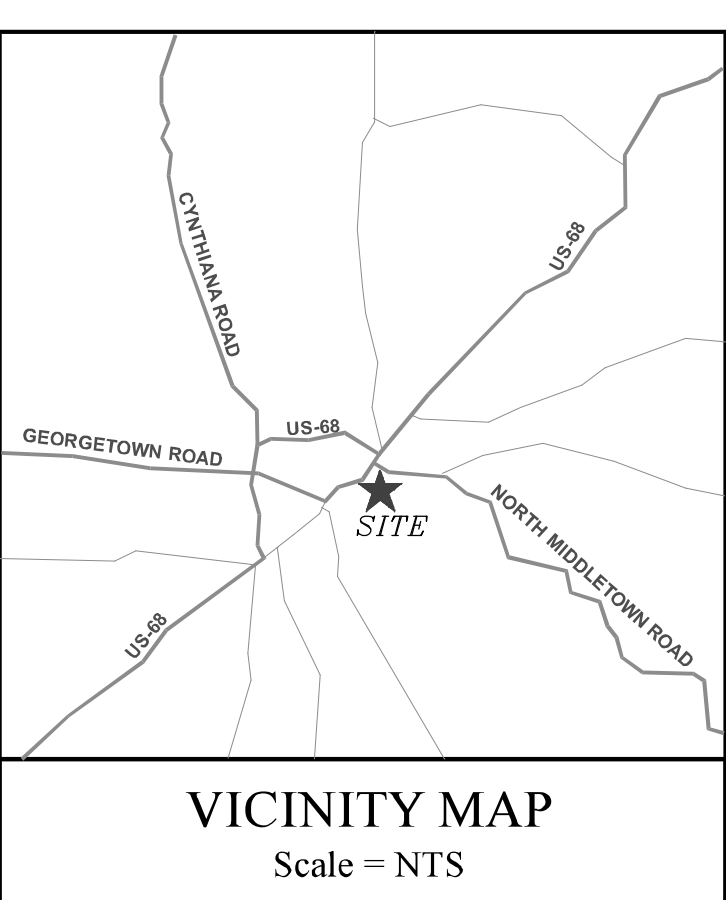 CYNTHIANA ROAD
US-68
US-68
GEORGETOWN ROAD
SITE
NORTH MIDDLETOWN ROAD
US-68
VICINITY MAP
Scale = NTS